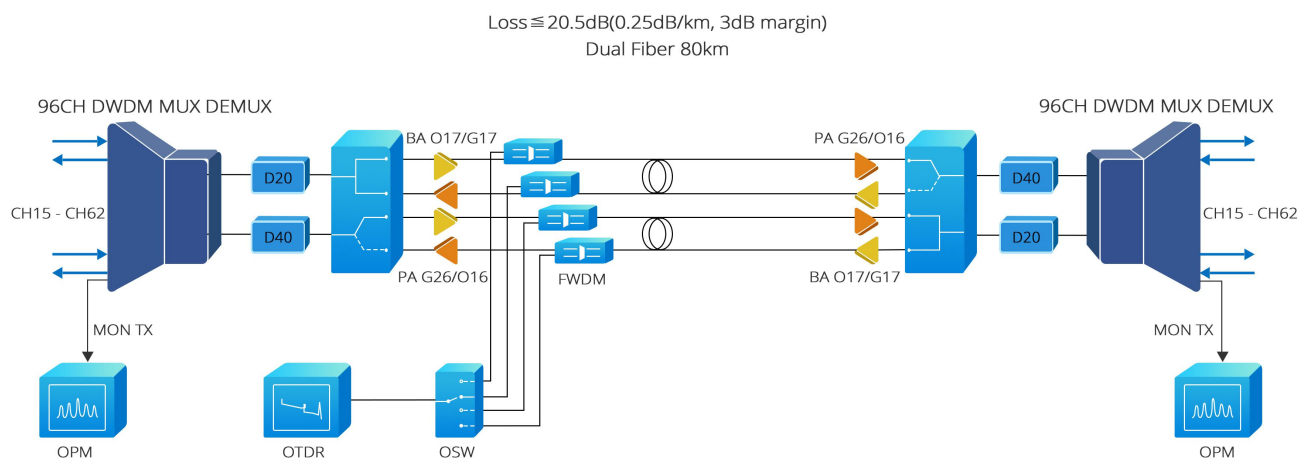 Loss≦20.5dB(0.25dB/km, 3dB margin)
Dual Fiber 80km
96CH DWDM MUX DEMUX
96CH DWDM MUX DEMUX
BA O17/G17
PA G26/O16
D20
D40
CH15 - CH62
CH15 - CH62
D40
D20
PA G26/O16
FWDM
BA O17/G17
MON TX
MON TX
OPM
OTDR
OSW
OPM